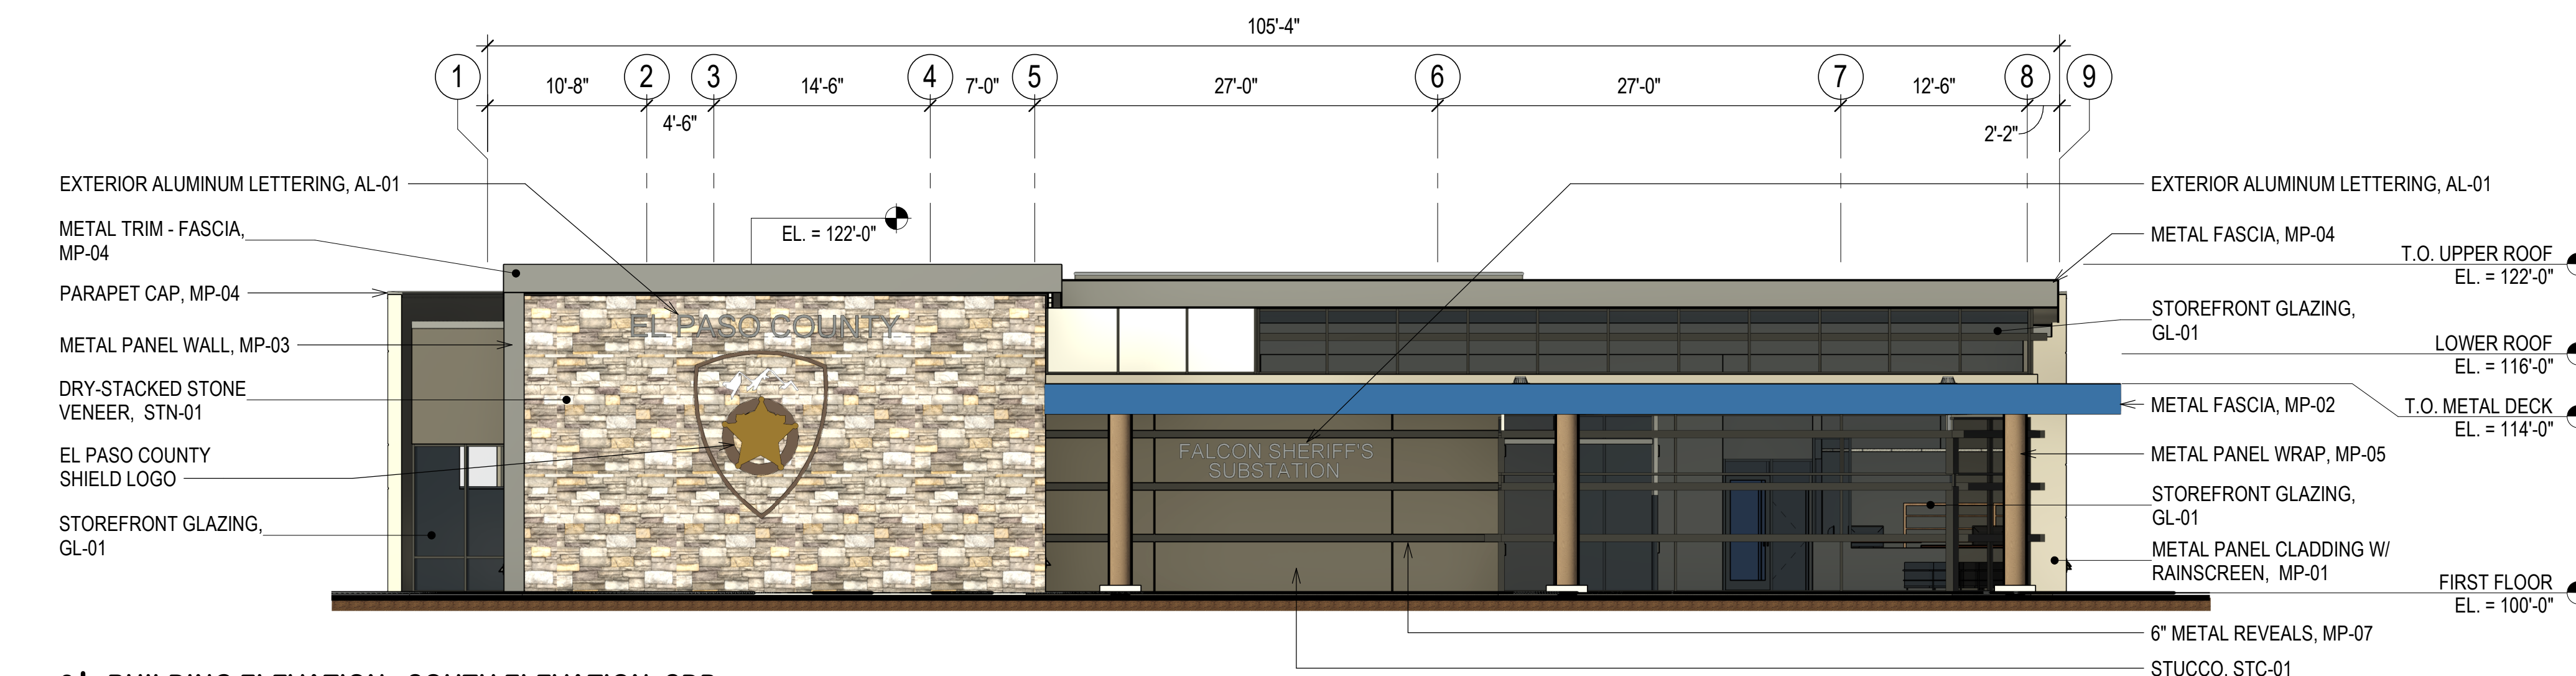 105'-4"
1
2
3
4
5
6
7
8
9
10'-8"
14'-6"
7'-0"
27'-0"
27'-0"
12'-6"
4'-6"
2'-2"
EXTERIOR ALUMINUM LETTERING, AL-01
METAL TRIM - FASCIA,
MP-04
PARAPET CAP, MP-04
METAL PANEL WALL, MP-03
DRY-STACKED STONE
VENEER, STN-01
EL PASO COUNTY
SHIELD LOGO
STOREFRONT GLAZING,
GL-01
EL. = 122'-0"
EL PASO COUNTY
FALCON SHERIFF'S
SUBSTATION
EXTERIOR ALUMINUM LETTERING, AL-01
METAL FASCIA, MP-04
STOREFRONT GLAZING,
GL-01
METAL FASCIA, MP-02
METAL PANEL WRAP, MP-05
STOREFRONT GLAZING,
GL-01
METAL PANEL CLADDING W/
RAINSCREEN, MP-01
6" METAL REVEALS, MP-07
STUCCO, STC-01
T.O. UPPER ROOF
EL. = 122'-0"
LOWER ROOF
EL. = 116'-0"
T.O. METAL DECK
EL. = 114'-0"
FIRST FLOOR
EL. = 100'-0"
BUILDING ELEVATION - SOUTH ELEVATION